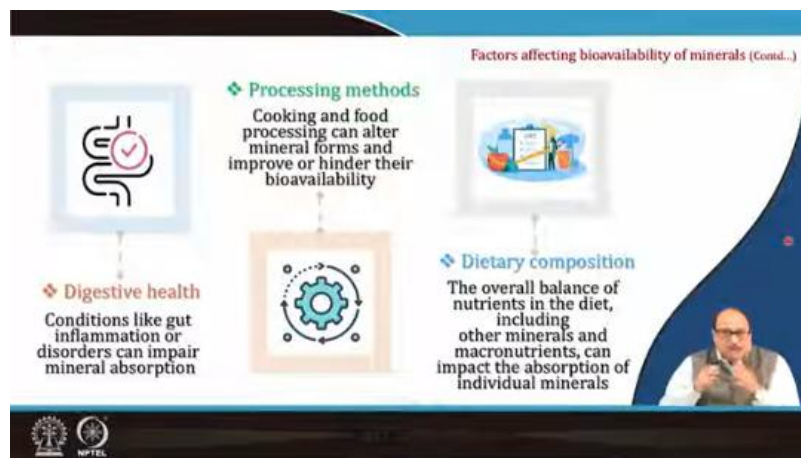 Factors affecting bioavailability of minerals (Contd...)
❖ Processing methods
Cooking and food
processing can alter
mineral forms and
improve or hinder their
bioavailability
❖ Digestive health
Conditions like gut
inflammation or
disorders can impair
mineral absorption
❖ Dietary composition
The overall balance of
nutrients in the diet,
including
other minerals and
macronutrients, can
impact the absorption of
individual minerals
NPTEL